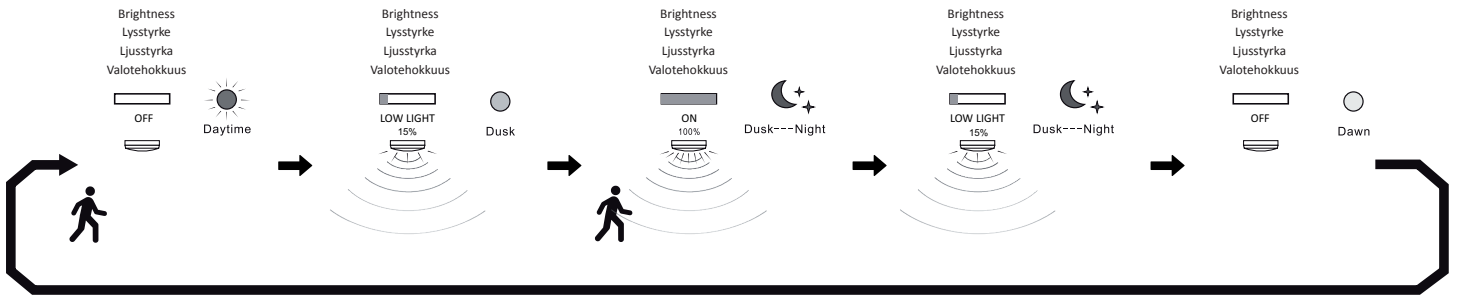 Brightness
Lysstyrke
Ljusstyrka
Valotehokkuus
OFF
Daytime
Brightness
Lysstyrke
Ljusstyrka
Valotehokkuus
LOW LIGHT
15%
Dusk
Brightness
Lysstyrke
Ljusstyrka
Valotehokkuus
ON
100%
Dusk---Night
Brightness
Lysstyrke
Ljusstyrka
Valotehokkuus
LOW LIGHT
15%
Dusk---Night
Brightness
Lysstyrke
Ljusstyrka
Valotehokkuus
OFF
Dawn